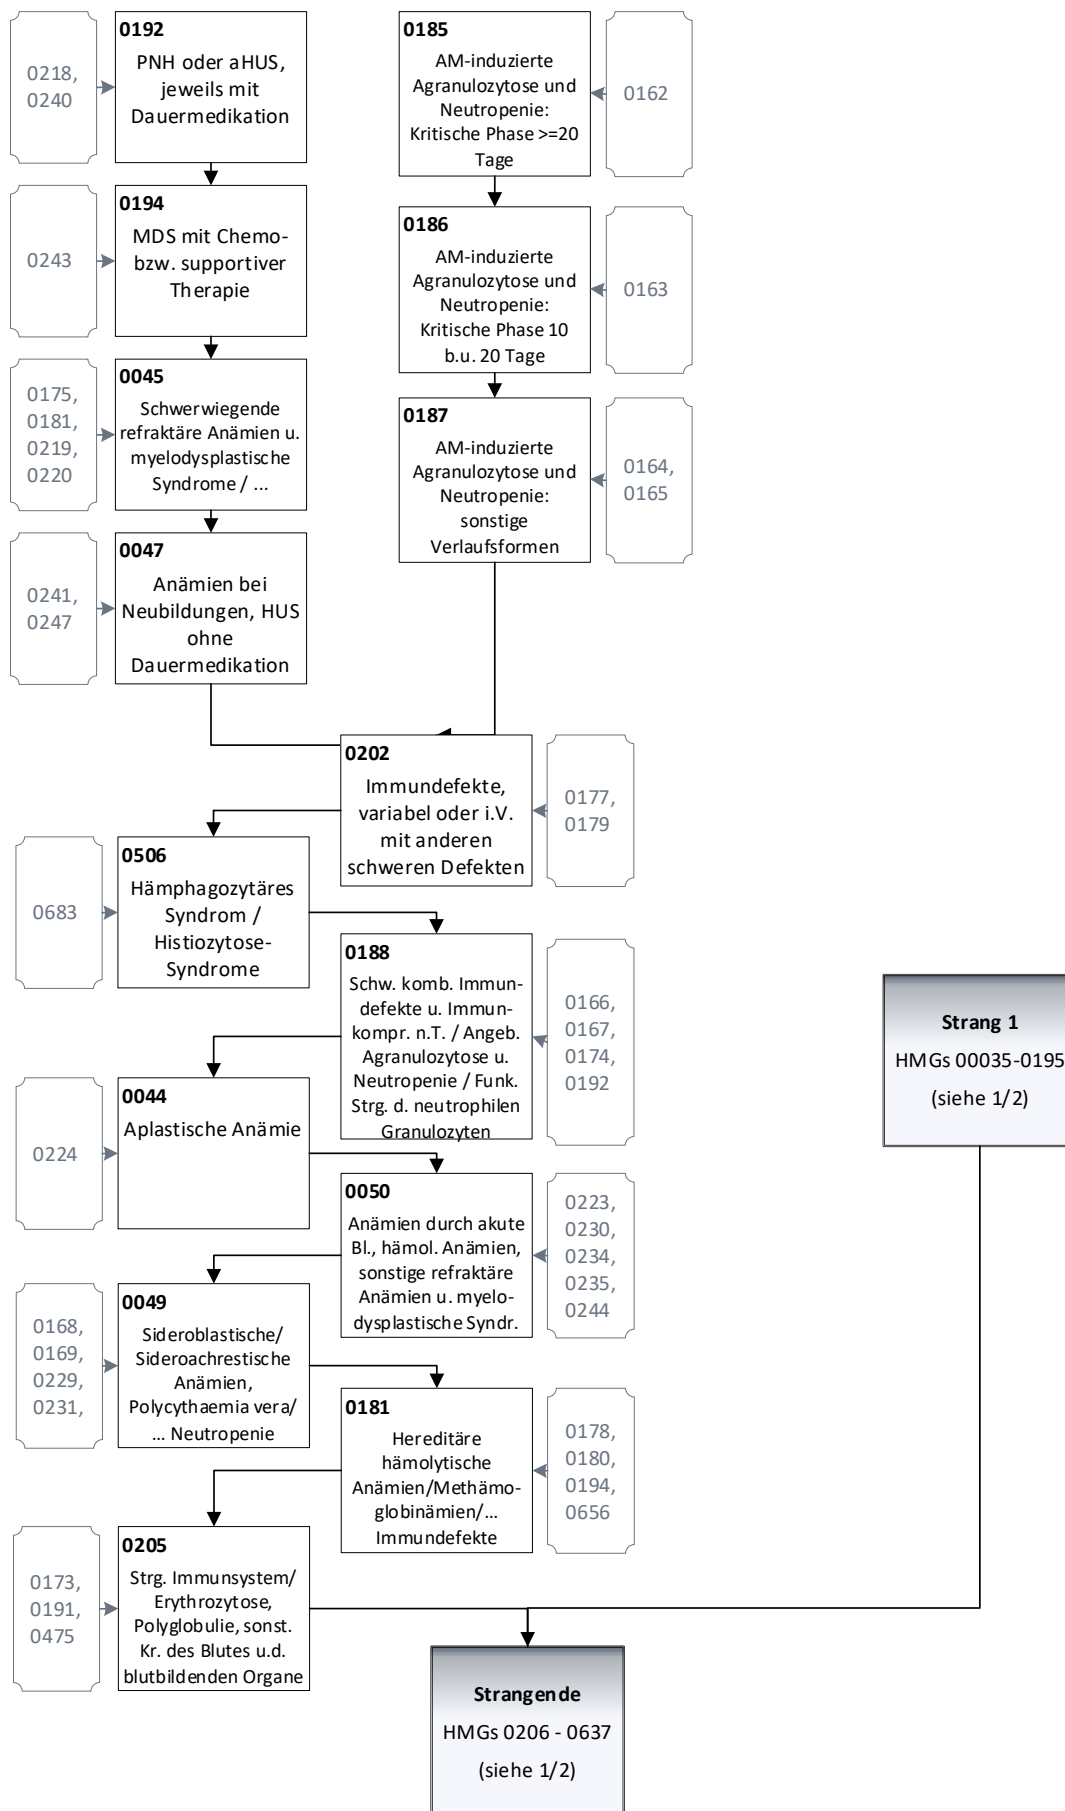 0218,
0240
0192
PNH oder aHUS,
jeweils mit
Dauermedikation
0185
AM-induzierte
Agranulozytose und
Neutropenie:
Kritische Phase >=20
Tage
0162
0243
0194
MDS mit Chemo-
bzw. supportiver
Therapie
0186
AM-induzierte
Agranulozytose und
Neutropenie:
Kritische Phase 10
b.u. 20 Tage
0163
0175,
0181,
0219,
0220
0045
Schwerwiegende
refraktäre Anämien u.
myelodysplastische
Syndrome / ...
0187
AM-induzierte
Agranulozytose und
Neutropenie:
sonstige
Verlaufsformen
0164,
0165
0241,
0247
0047
Anämien bei
Neubildungen, HUS
ohne
Dauermedikation
0202
Immundefekte,
variabel oder i.V.
mit anderen
schweren Defekten
0177,
0179
0683
0506
Hämphagozytäres
Syndrom /
Histiozytose-
Syndrome
0188
Schw. komb. Immun-
defekte u. Immun-
kompr. n.T. / Angeb.
Agranulozytose u.
Neutropenie / Funk.
Strg. d. neutrophilen
Granulozyten
0166,
0167,
0174,
0192
Strang 1
HMGs 00035-0195
(siehe 1/2)
0224
0044
Aplastische Anämie
0050
Anämien durch akute
Bl., hämol. Anämien,
sonstige refraktäre
Anämien u. myelo-
dysplastische Syndr.
0223,
0230,
0234,
0235,
0244
0168,
0169,
0229,
0231,
0049
Sideroblastische/
Sideroachrestische
Anämien,
Polycythaemia vera/
... Neutropenie
0181
Hereditäre
hämolytische
Anämien/Methämo-
globinämien/...
Immundefekte
0178,
0180,
0194,
0656
0173,
0191,
0475
0205
Strg. Immunsystem/
Erythrozytose,
Polyglobulie, sonst.
Kr. des Blutes u.d.
blutbildenden Organe
Strangende
HMGs 0206 - 0637
(siehe 1/2)